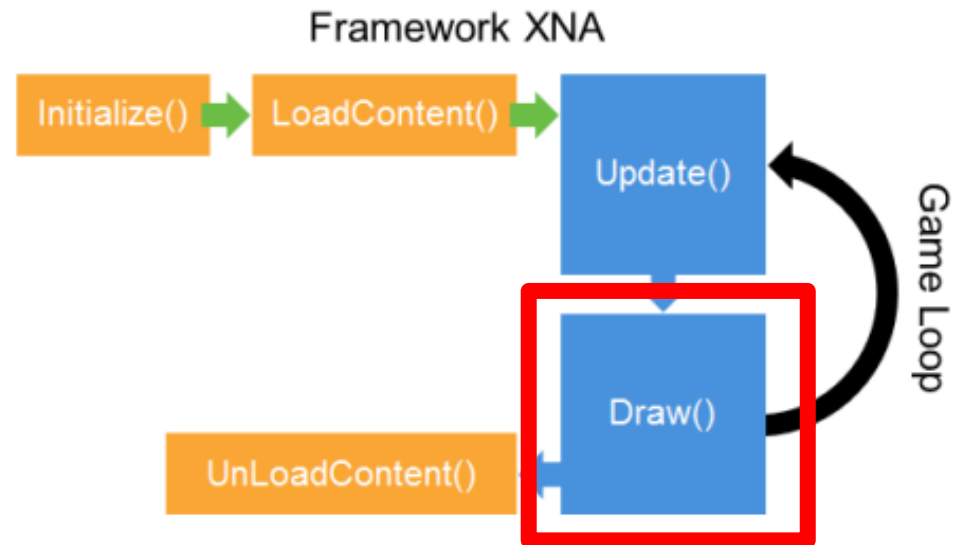 Framework XNA
Initialize()
LoadContent()
Update()
Game Loop
Draw()
UnLoadContent()